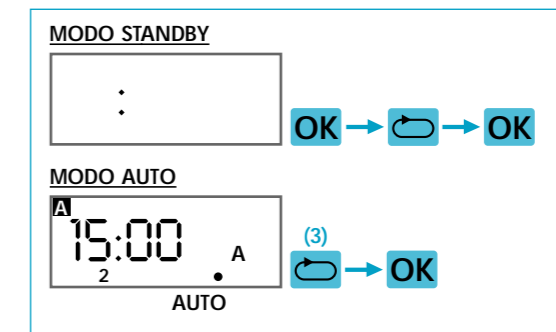 MODO STANDBY
:
OK OK
MODO AUTO
A
15:00 A
2
(3)
OK
AUTO